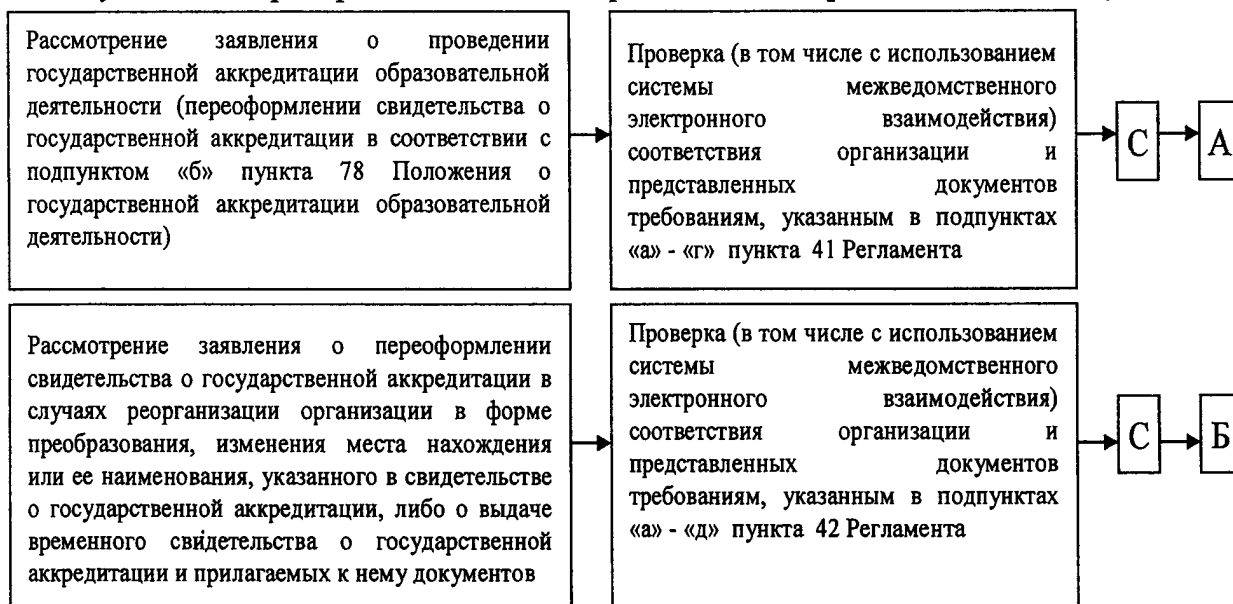 Рассмотрение заявления о проведении
государственной аккредитации образовательной
деятельности (переоформлении свидетельства о
государственной аккредитации в соответствии с
подпунктом «б» пункта 78 Положения о
государственной аккредитации образовательной
деятельности)
Проверка (в том числе с использованием
системы межведомственного
электронного взаимодействия)
соответствия организации и
представленных документов
требованиям, указанным в подпунктах
«а» - «г» пункта 41 Регламента
С
А
Рассмотрение заявления о переоформлении
свидетельства о государственной аккредитации в
случаях реорганизации организации в форме
преобразования, изменения места нахождения
или ее наименования, указанного в свидетельстве
о государственной аккредитации, либо о выдаче
временного свидетельства о государственной
аккредитации и прилагаемых к нему документов
Проверка (в том числе с использованием
системы межведомственного
электронного взаимодействия)
соответствия организации и
представленных документов
требованиям, указанным в подпунктах
«а» - «д» пункта 42 Регламента
С
Б